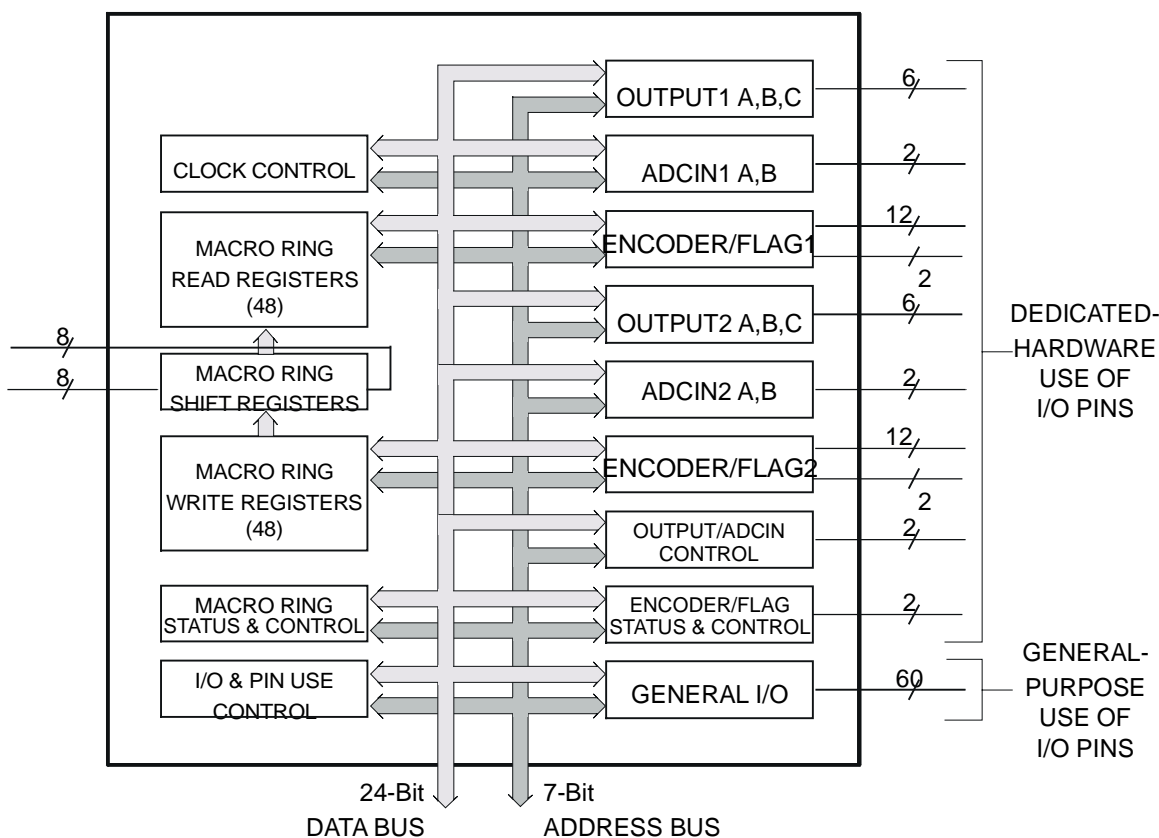 OUTPUT1 A,B,C
6
CLOCK CONTROL
ADCIN1 A,B
2
MACRO RING
READ REGISTERS
(48)
ENCODER/FLAG1
12
2
OUTPUT2 A,B,C
6
8
8
MACRO RING
SHIFT REGISTERS
ADCIN2 A,B
2
MACRO RING
WRITE REGISTERS
(48)
ENCODER/FLAG2
12
2
OUTPUT/ADCIN
CONTROL
2
MACRO RING
STATUS & CONTROL
ENCODER/FLAG
STATUS & CONTROL
2
I/O & PIN USE
CONTROL
GENERAL I/O
60
DEDICATED-
HARDWARE
USE OF
I/O PINS
GENERAL-
PURPOSE
USE OF
I/O PINS
24-Bit
DATA BUS
7-Bit
ADDRESS BUS